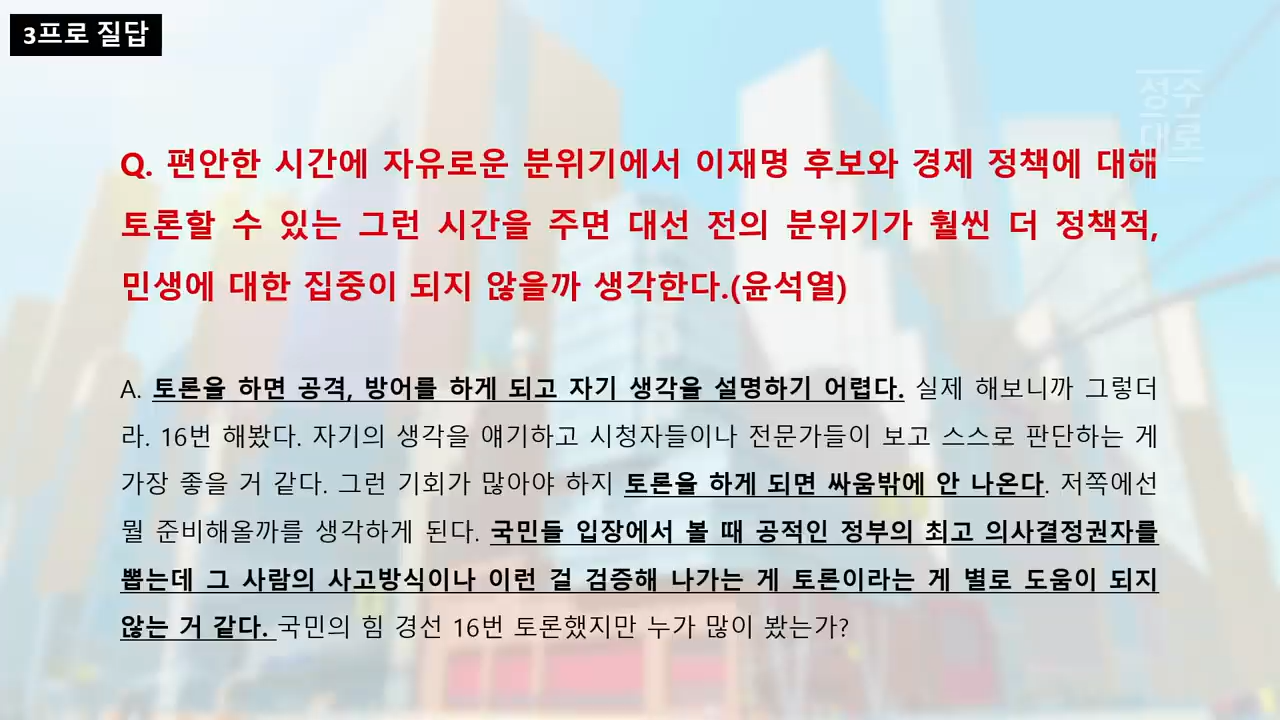 3프로 질답
성수
대로
Q. 편안한 시간에 자유로운 분위기에서 이재명 후보와 경제 정책에 대해
토론할 수 있는 그런 시간을 주면 대선 전의 분위기가 훨씬 더 정책적,
민생에 대한 집중이 되지 않을까 생각한다.(윤석열)
A. 토론을 하면 공격, 방어를 하게 되고 자기 생각을 설명하기 어렵다. 실제 해보니까 그렇더
라. 16번 해봤다. 자기의 생각을 얘기하고 시청자들이나 전문가들이 보고 스스로 판단하는 게
가장 좋을 거 같다. 그런 기회가 많아야 하지 토론을 하게 되면 싸움밖에 안 나온다. 저쪽에선
뭘 준비해올까를 생각하게 된다. 국민들 입장에서 볼 때 공적인 정부의 최고 의사결정권자를
뽑는데 그 사람의 사고방식이나 이런 걸 검증해 나가는 게 토론이라는 게 별로 도움이 되지
않는 거 같다. 국민의 힘 경선 16번 토론했지만 누가 많이 봤는가?